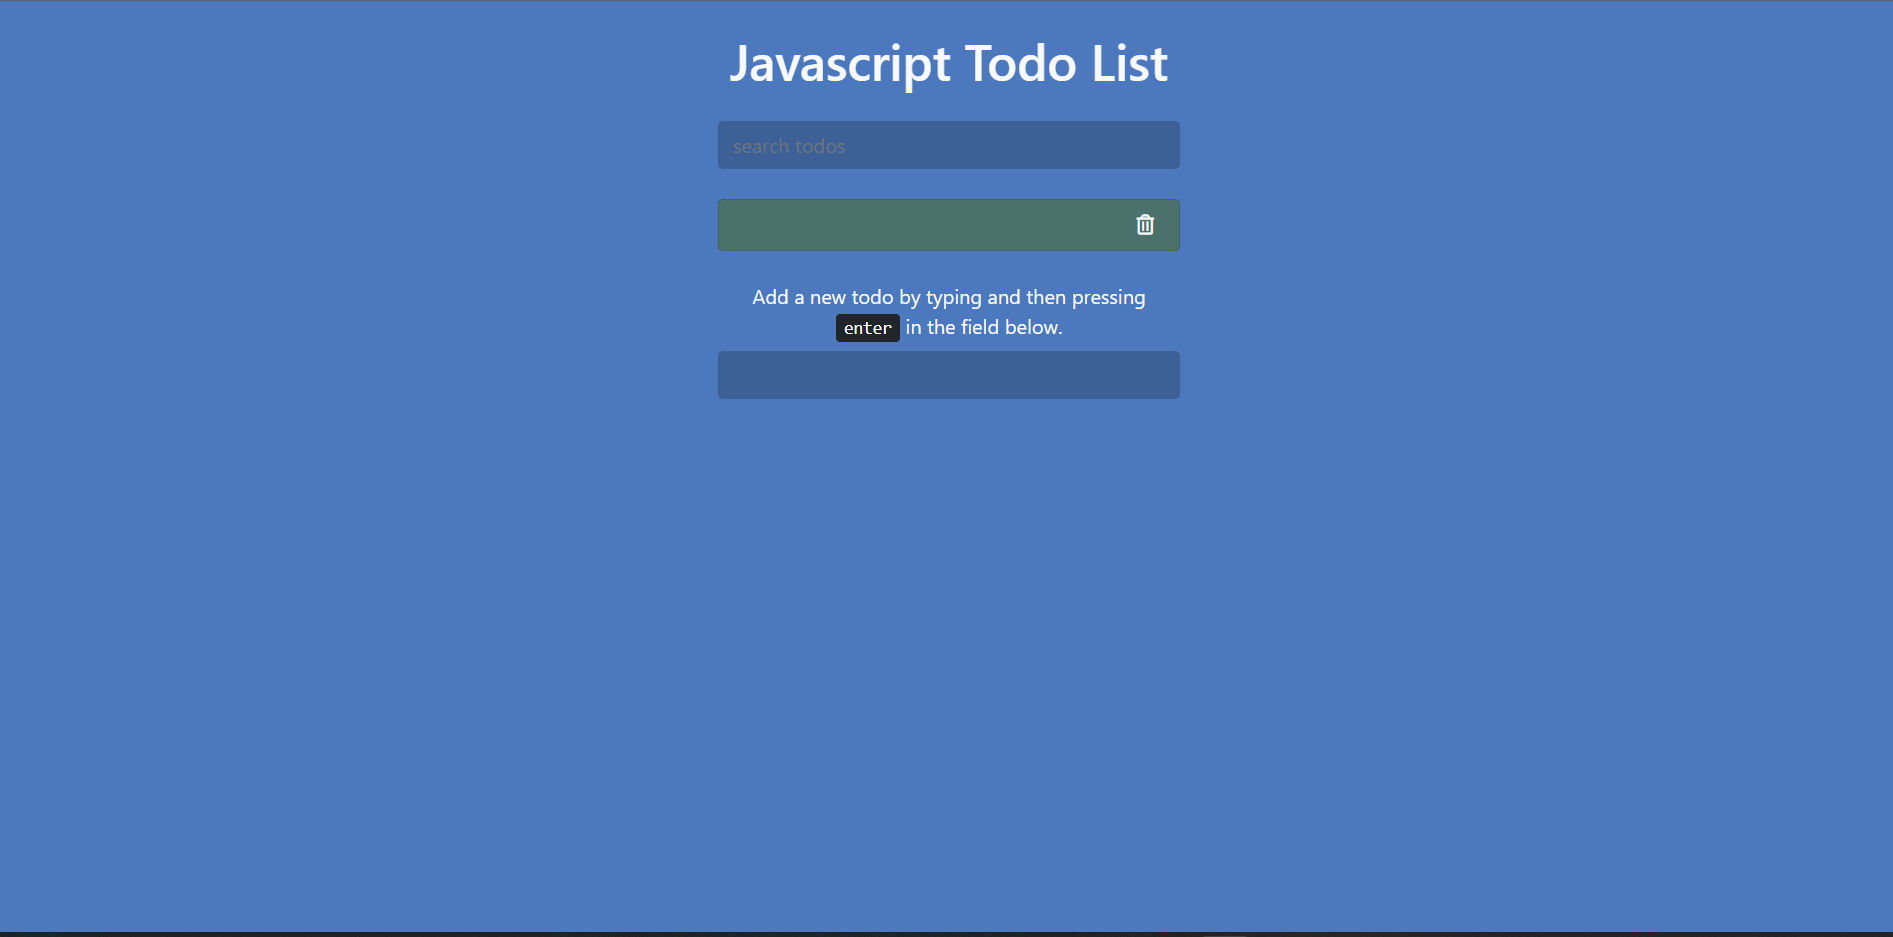 Javascript Todo List
search todos
Add a new todo by typing and then pressing
enter in the field below.